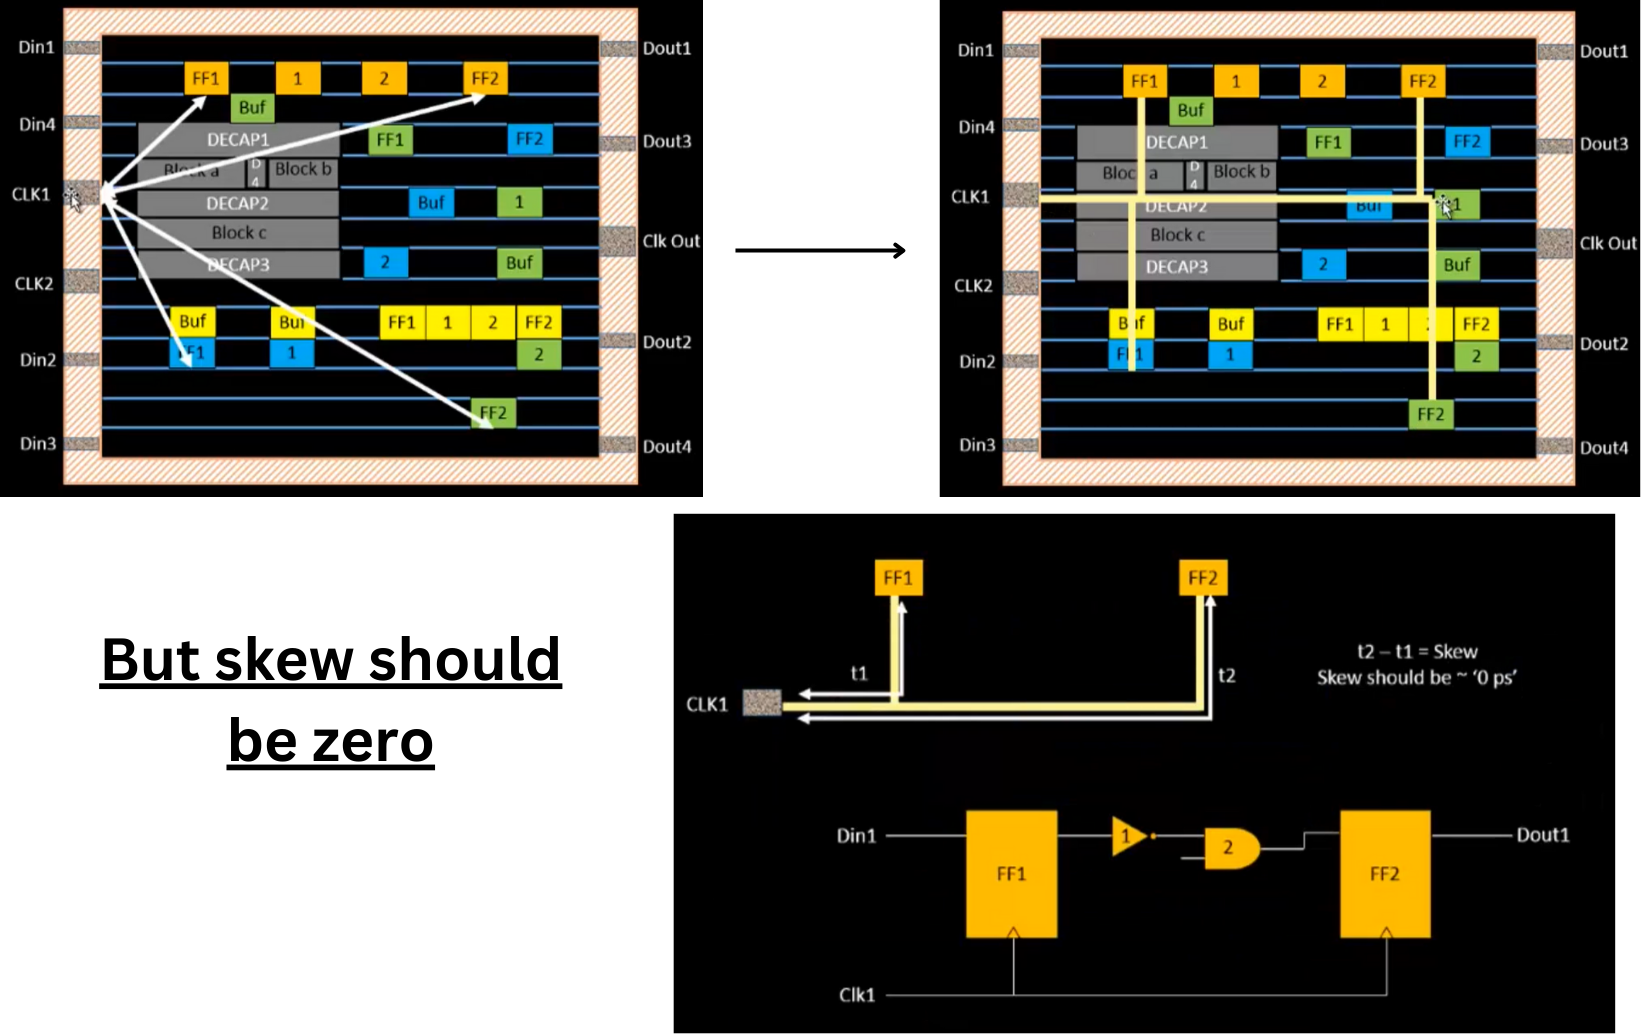 Din1
FF1 1 2 FF2
Dout1
Buf
Din4
DECAP1 FF1 FF2
Dout3
Block a D 4 Block b
CLK1
DECAP2 Buf 1
Block c
Clk Out
DECAP3 2 Buf
CLK2
Buf Buf FF1 1 2 FF2
Dout2
Din2
FF1 1 2
FF2
Din3
Dout4
Din1
FF1 1 2 FF2
Dout1
Buf
Din4
DECAP1 FF1 FF2
Dout3
Bloc a D 4 Block b
CLK1
DECAP2 Buf 1
Block c
Clk Out
DECAP3 2 Buf
CLK2
Buf Buf FF1 1 2 FF2
Dout2
Din2
FF1 1 2
FF2
Din3
Dout4
But skew should
be zero
FF1 FF2
t1
t2
CLK1
t2 – t1 = Skew
Skew should be ~ ‘0 ps’
Din1
1
2
Dout1
FF1
FF2
Clk1